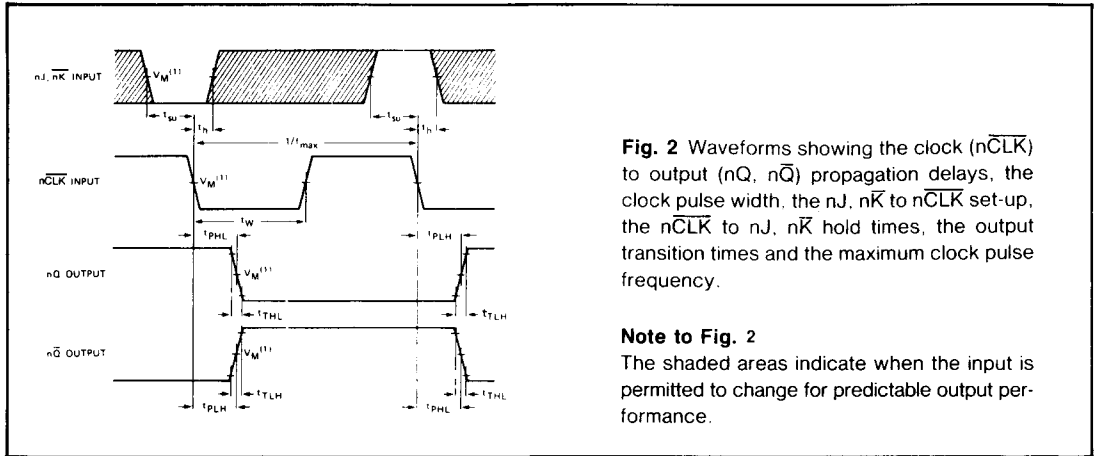 nJ, nK̅ INPUT
V_M(1)
t_su
t_h
t_su
t_h
1/f_max
nC̅L̅K̅ INPUT
V_M(1)
t_W
t_PHL
t_PLH
nQ OUTPUT
V_M(1)
t_THL
t_TLH
nQ̅ OUTPUT
V_M(1)
t_TLH
t_THL
t_PLH
t_PHL
Fig. 2 Waveforms showing the clock (nC̅L̅K̅)
to output (nQ, nQ̅) propagation delays, the
clock pulse width, the nJ, nK̅ to nC̅L̅K̅ set-up,
the nC̅L̅K̅ to nJ, nK̅ hold times, the output
transition times and the maximum clock pulse
frequency.
Note to Fig. 2
The shaded areas indicate when the input is
permitted to change for predictable output per-
formance.